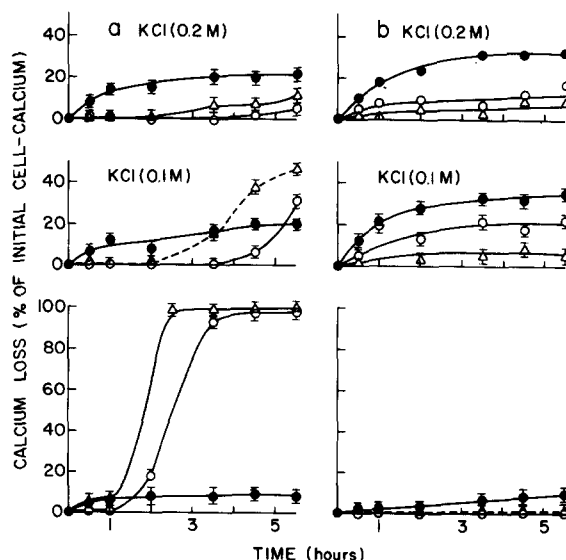 a KCl (0.2 M)
b KCl (0.2 M)
40
20
0
KCl (0.1 M)
KCl (0.1 M)
40
20
0
100
80
60
40
20
0
1 3 5
1 3 5
CALCIUM LOSS (% OF INITIAL CELL-CALCIUM)
TIME (hours)